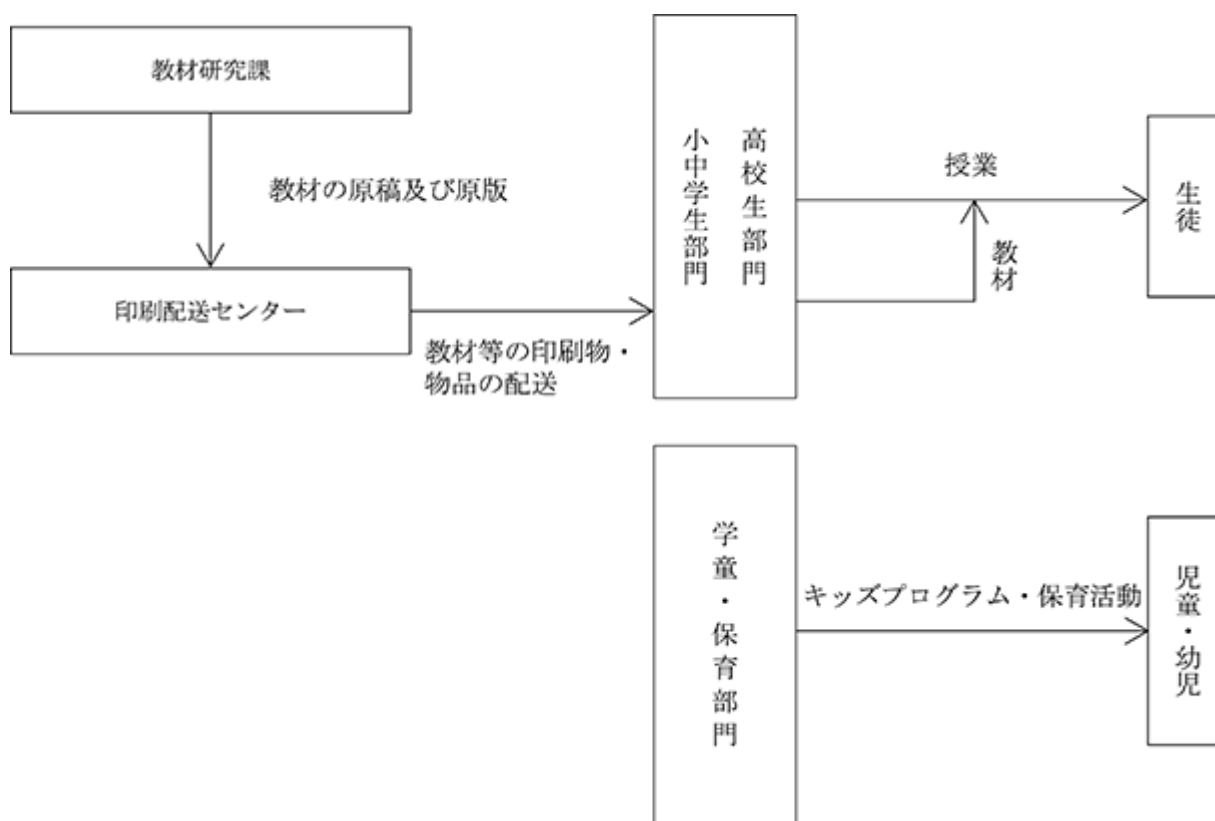 教材研究課
教材の原稿及び原版
印刷配送センター
教材等の印刷物・
物品の配送
高校生部門
小中学生部門
授業
教材
生徒
学童・保育部門
キッズプログラム・保育活動
児童・幼児